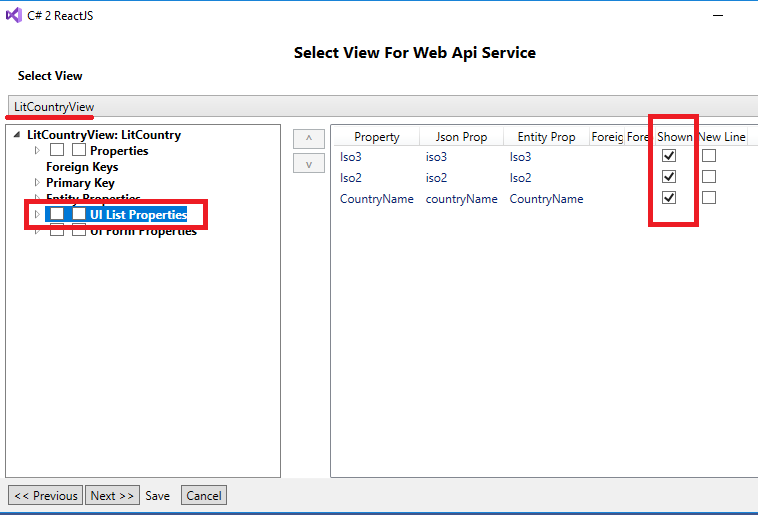 C# 2 ReactJS
Select View For Web Api Service
Select View
LitCountryView
LitCountryView: LitCountry
Properties
Foreign Keys
Primary Key
Entity Properties
UI List Properties
UI Form Properties
^
v
Property Json Prop Entity Prop Foreig Fore Shown New Line
Iso3 iso3 Iso3
Iso2 iso2 Iso2
CountryName countryName CountryName
<< Previous Next >> Save Cancel